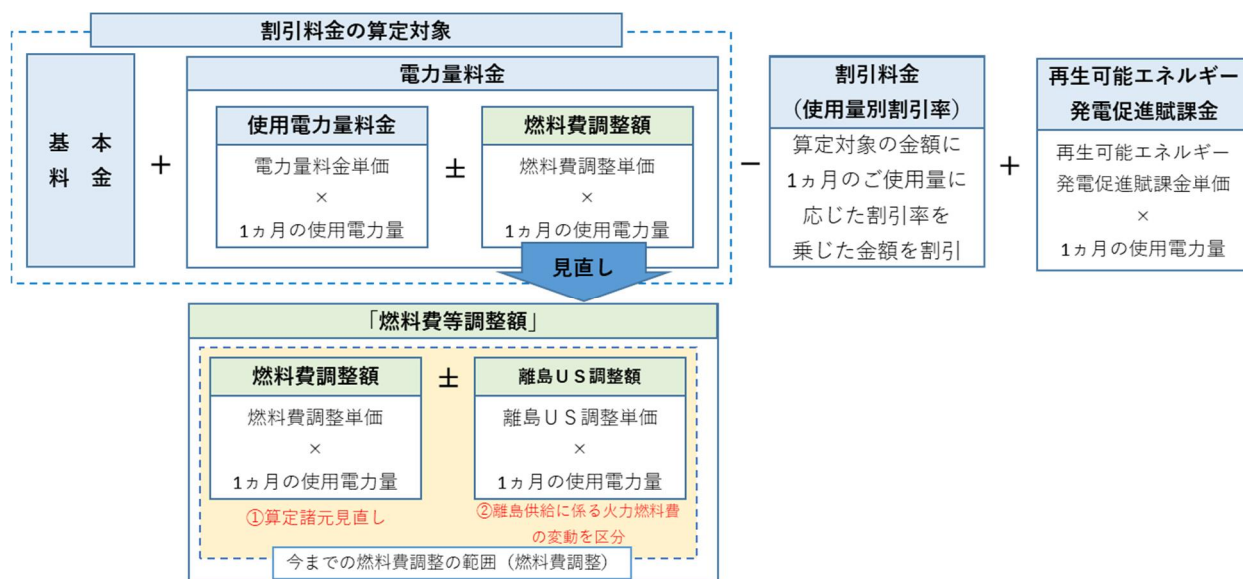 割引料金の算定対象
基 本
料 金
+
電力量料金
使用電力量料金
電力量料金単価
×
1ヵ月の使用電力量
±
燃料費調整額
燃料費調整単価
×
1ヵ月の使用電力量
−
割引料金
（使用量別割引率）
算定対象の金額に
1ヵ月のご使用量に
応じた割引率を
乗じた金額を割引
+
再生可能エネルギー
発電促進賦課金
再生可能エネルギー
発電促進賦課金単価
×
1ヵ月の使用電力量
見直し
「燃料費等調整額」
燃料費調整額
燃料費調整単価
×
1ヵ月の使用電力量
①算定諸元見直し
±
離島ＵＳ調整額
離島ＵＳ調整単価
×
1ヵ月の使用電力量
②離島供給に係る火力燃料費
の変動を区分
今までの燃料費調整の範囲（燃料費調整）